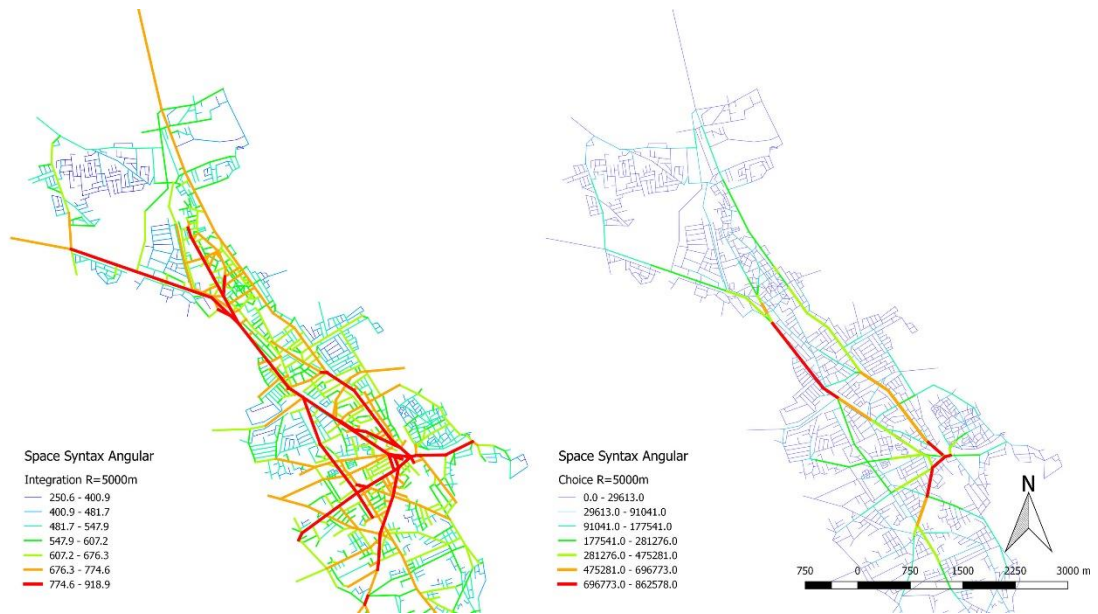 Space Syntax Angular
Integration R=5000m
250.6 - 400.9
400.9 - 481.7
481.7 - 547.9
547.9 - 607.2
607.2 - 676.3
676.3 - 774.6
774.6 - 918.9
Space Syntax Angular
Choice R=5000m
0.0 - 29613.0
29613.0 - 91041.0
91041.0 - 177541.0
177541.0 - 281276.0
281276.0 - 475281.0
475281.0 - 696773.0
696773.0 - 862578.0
N
750 0 750 1500 2250 3000 m